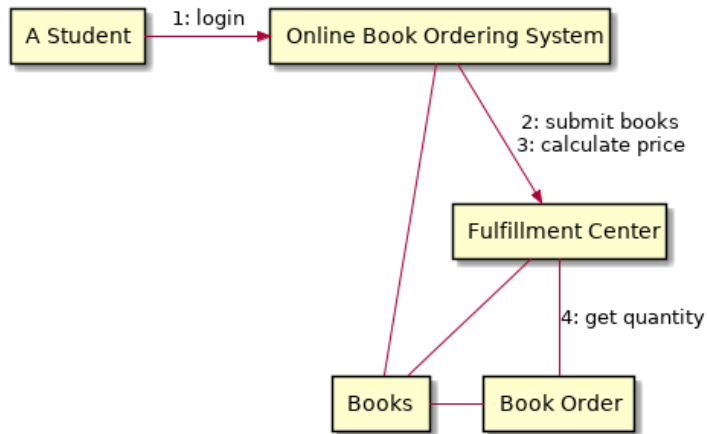 A Student
1: login
Online Book Ordering System
2: submit books
3: calculate price
Fulfillment Center
4: get quantity
Books
Book Order